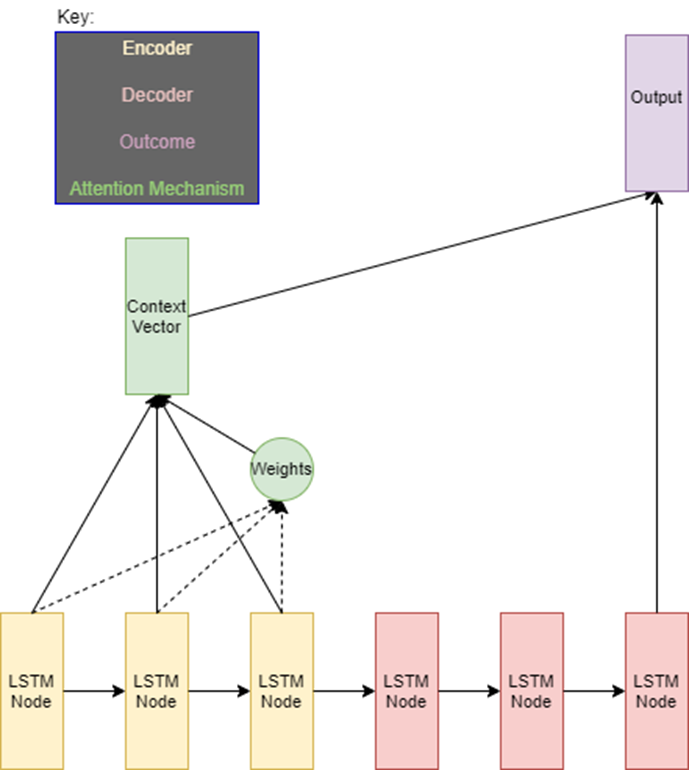 Key:
Encoder
Decoder
Outcome
Attention Mechanism
Output
Context
Vector
Weights
LSTM
Node
LSTM
Node
LSTM
Node
LSTM
Node
LSTM
Node
LSTM
Node